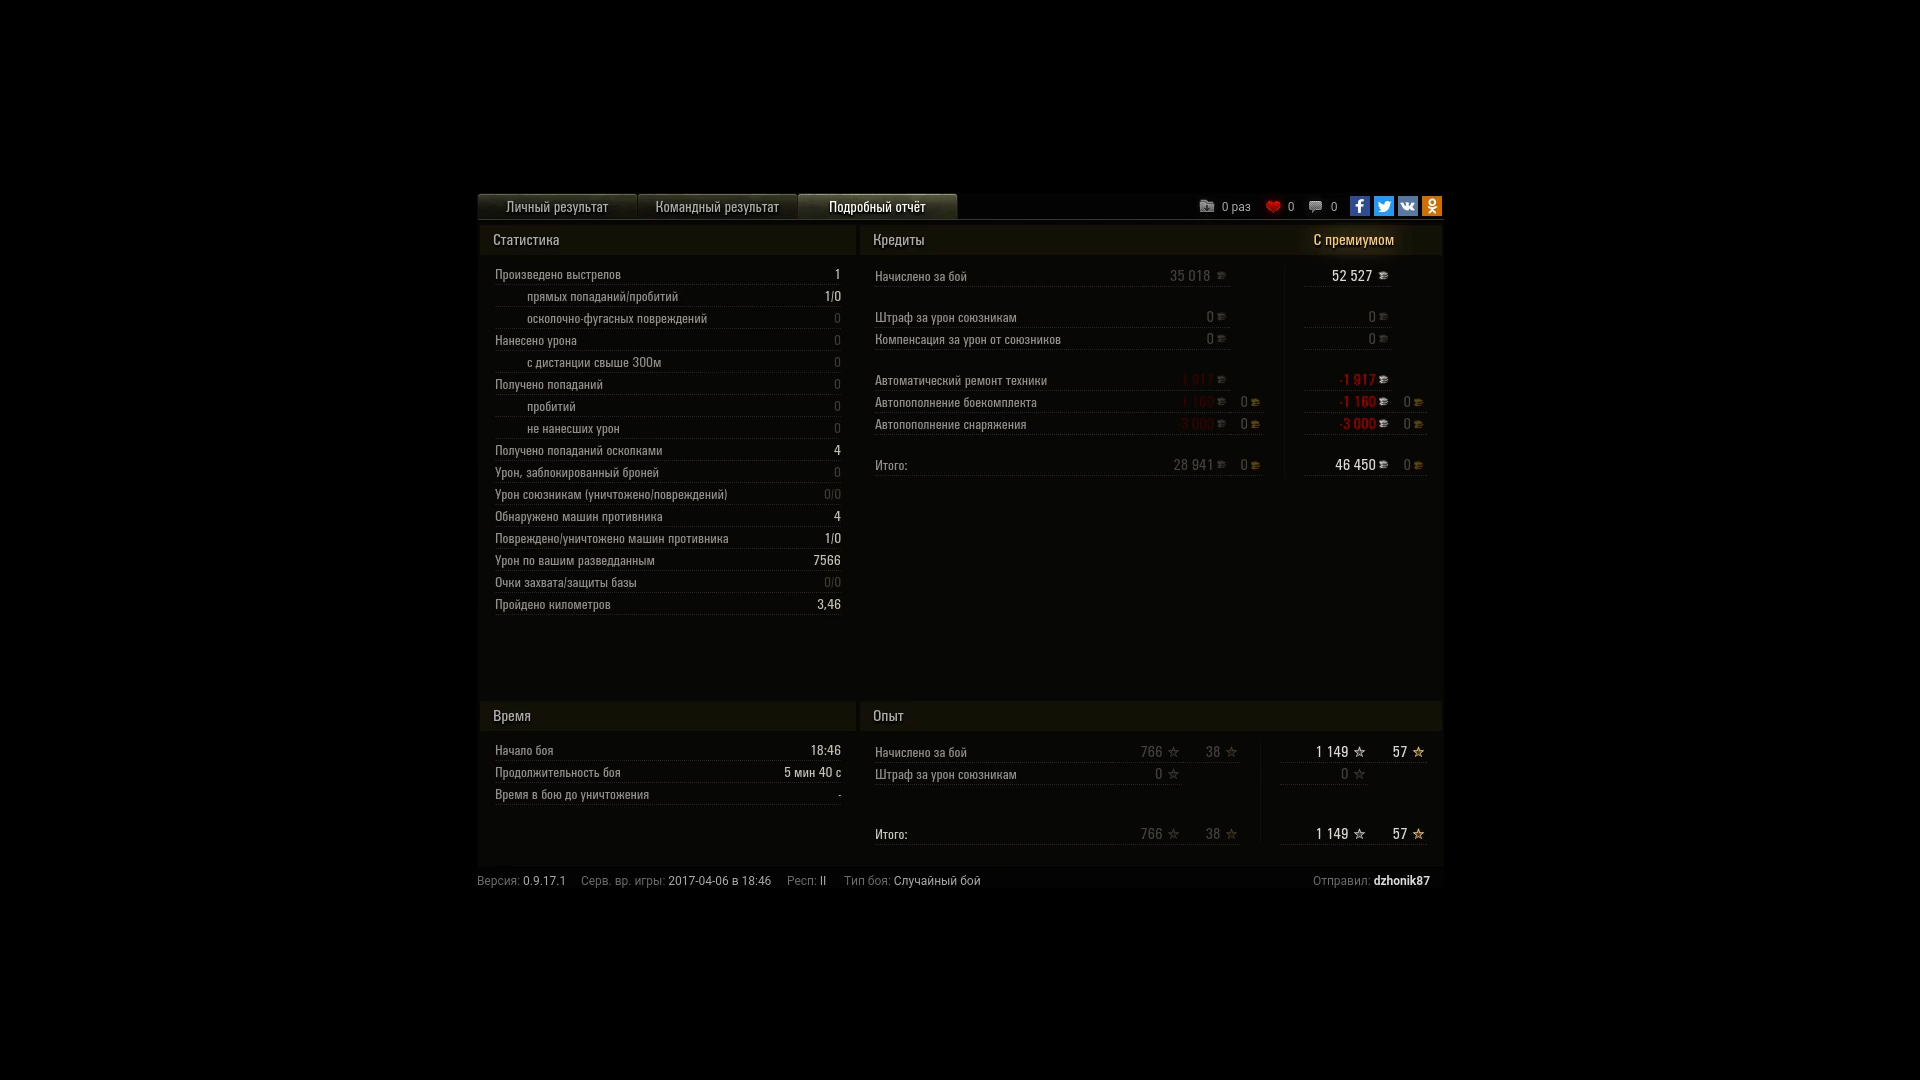 Личный результат Командный результат Подробный отчёт 0 раз 0 0
Статистика
Произведено выстрелов 1
прямых попаданий/пробитий 1/0
осколочно-фугасных повреждений 0
Нанесено урона 0
с дистанции свыше 300м 0
Получено попаданий 0
пробитий 0
не нанесших урон 0
Получено попаданий осколками 4
Урон, заблокированный броней 0
Урон союзникам (уничтожено/повреждений) 0/0
Обнаружено машин противника 4
Повреждено/уничтожено машин противника 1/0
Урон по вашим разведданным 7566
Очки захвата/защиты базы 0/0
Пройдено километров 3,46
Кредиты С премиумом
Начислено за бой 35 018 52 527
Штраф за урон союзникам 0 0
Компенсация за урон от союзников 0 0
Автоматический ремонт техники -1 917 -1 917
Автопополнение боекомплекта -1 160 0 -1 160 0
Автопополнение снаряжения -3 000 0 -3 000 0
Итого: 28 941 0 46 450 0
Время
Начало боя 18:46
Продолжительность боя 5 мин 40 с
Время в бою до уничтожения -
Опыт
Начислено за бой 766 38 1 149 57
Штраф за урон союзникам 0 0
Итого: 766 38 1 149 57
Версия: 0.9.17.1 Серв. вр. игры: 2017-04-06 в 18:46 Респ: II Тип боя: Случайный бой Отправил: dzhonik87